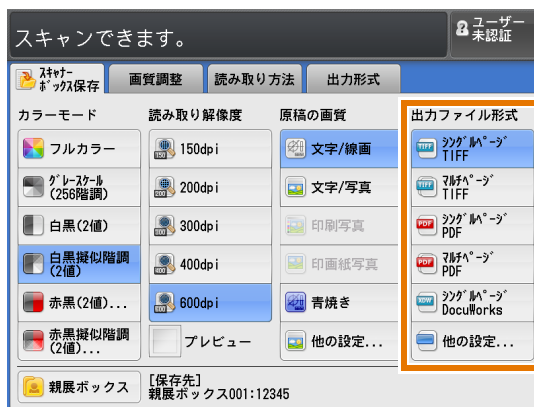 スキャンできます。
ユーザー
未認証
スキャナー
ボックス保存
画質調整
読み取り方法
出力形式
カラーモード
読み取り解像度
原稿の画質
出力ファイル形式
フルカラー
150dpi
文字/線画
シングルページ
TIFF
グレースケール
(256階調)
200dpi
文字/写真
マルチページ
TIFF
白黒(2値)
300dpi
印刷写真
シングルページ
PDF
白黒擬似階調
(2値)
400dpi
印画紙写真
マルチページ
PDF
赤黒(2値)...
600dpi
青焼き
シングルページ
DocuWorks
赤黒擬似階調
(2値)...
プレビュー
他の設定...
他の設定...
親展ボックス
[保存先]
親展ボックス001:12345